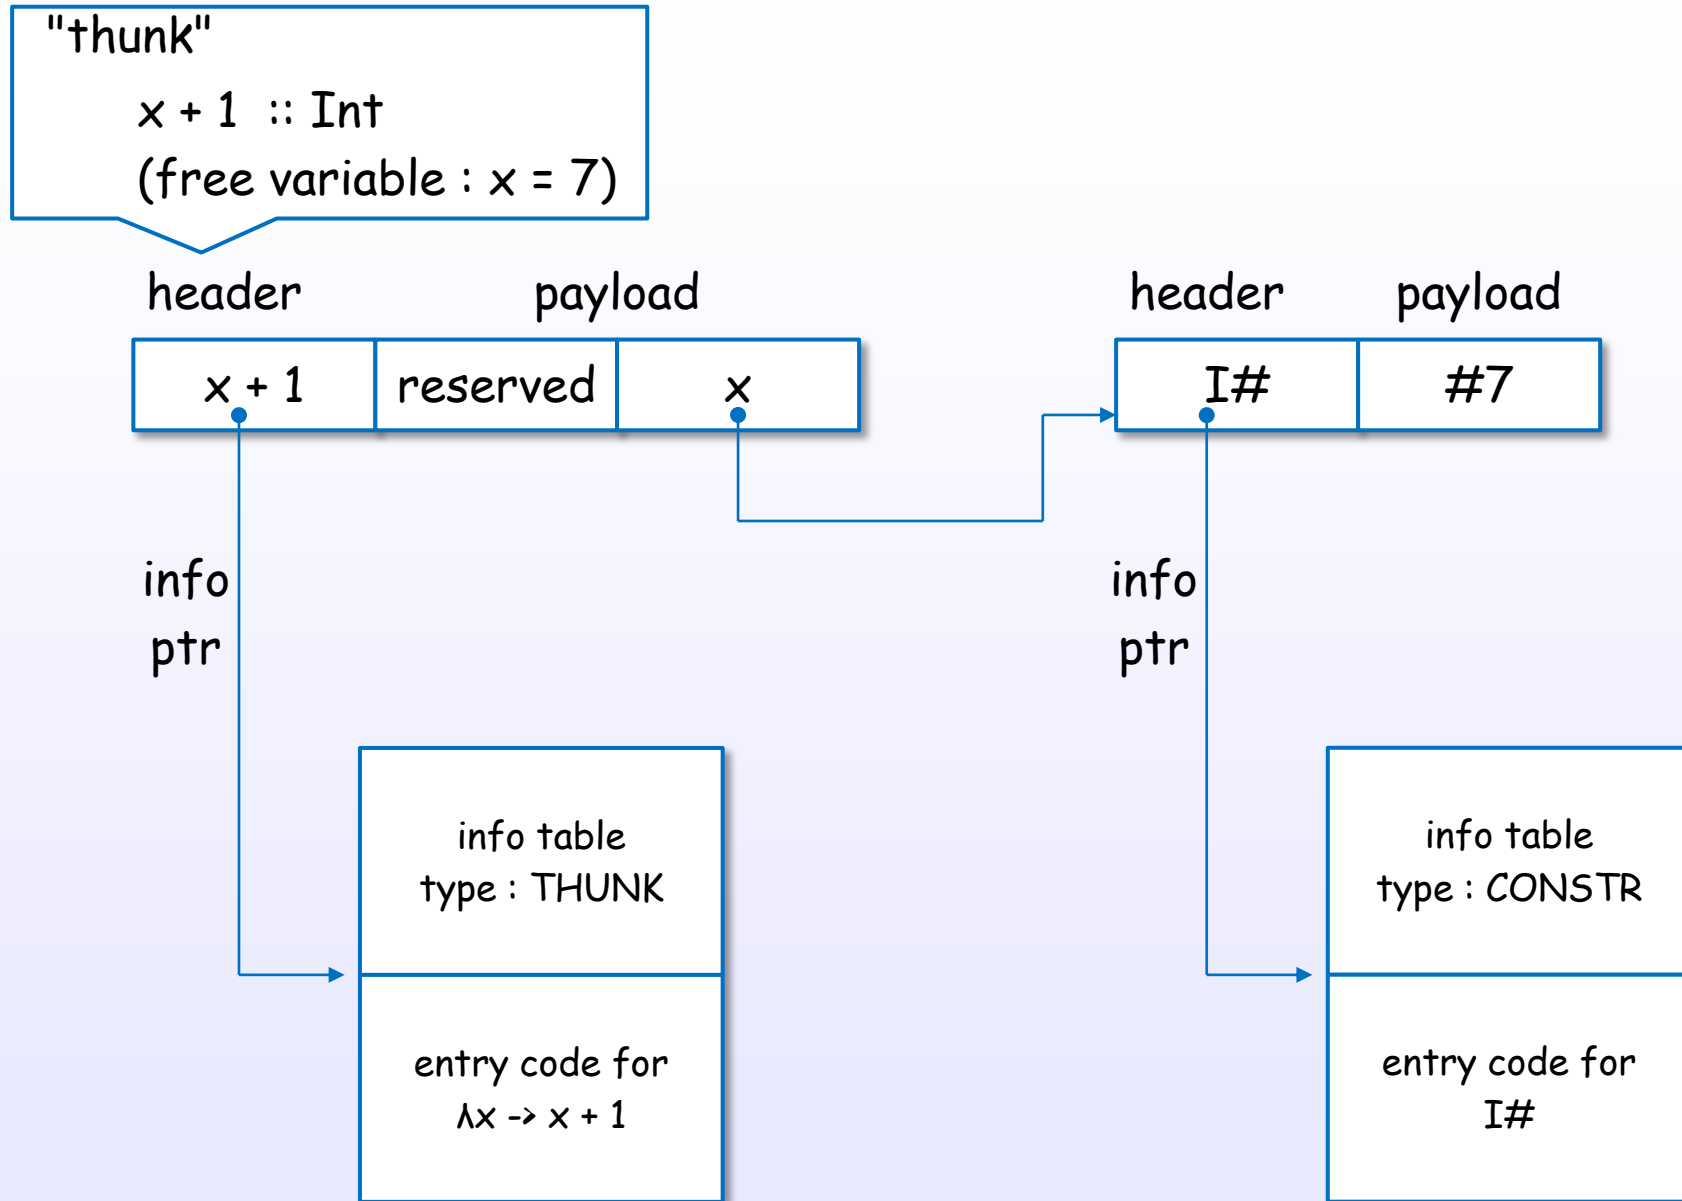 "thunk"
x + 1 :: Int
(free variable : x = 7)
header payload header payload
x + 1 reserved x I# #7
info info
ptr ptr
info table info table
type : THUNK type : CONSTR
entry code for entry code for
λx -> x + 1 I#